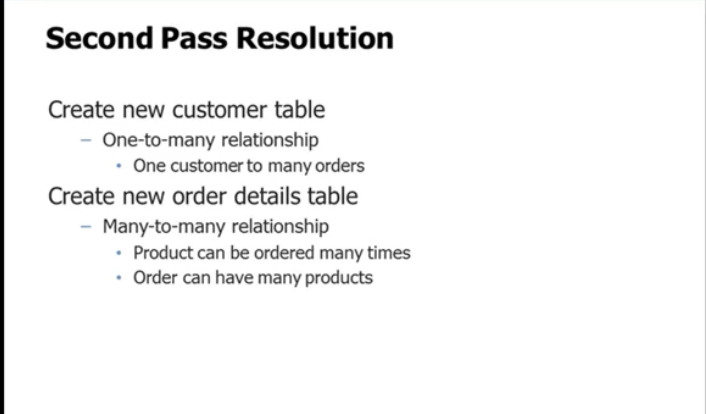 Second Pass Resolution
Create new customer table
– One-to-many relationship
• One customer to many orders
Create new order details table
– Many-to-many relationship
• Product can be ordered many times
• Order can have many products